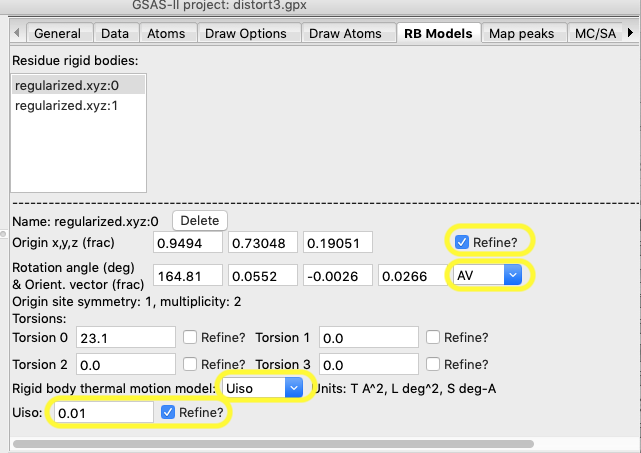 GSAS-II project: distort3.gpx
General Data Atoms Draw Options Draw Atoms RB Models Map peaks MC/SA
Residue rigid bodies:
regularized.xyz:0
regularized.xyz:1
Name: regularized.xyz:0 Delete
Origin x,y,z (frac) 0.9494 0.73048 0.19051 Refine?
Rotation angle (deg)
& Orient. vector (frac) 164.81 0.0552 -0.0026 0.0266 AV
Origin site symmetry: 1, multiplicity: 2
Torsions:
Torsion 0 23.1 Refine? Torsion 1 0.0 Refine?
Torsion 2 0.0 Refine? Torsion 3 0.0 Refine?
Rigid body thermal motion model: Uiso Units: T A^2, L deg^2, S deg-A
Uiso: 0.01 Refine?